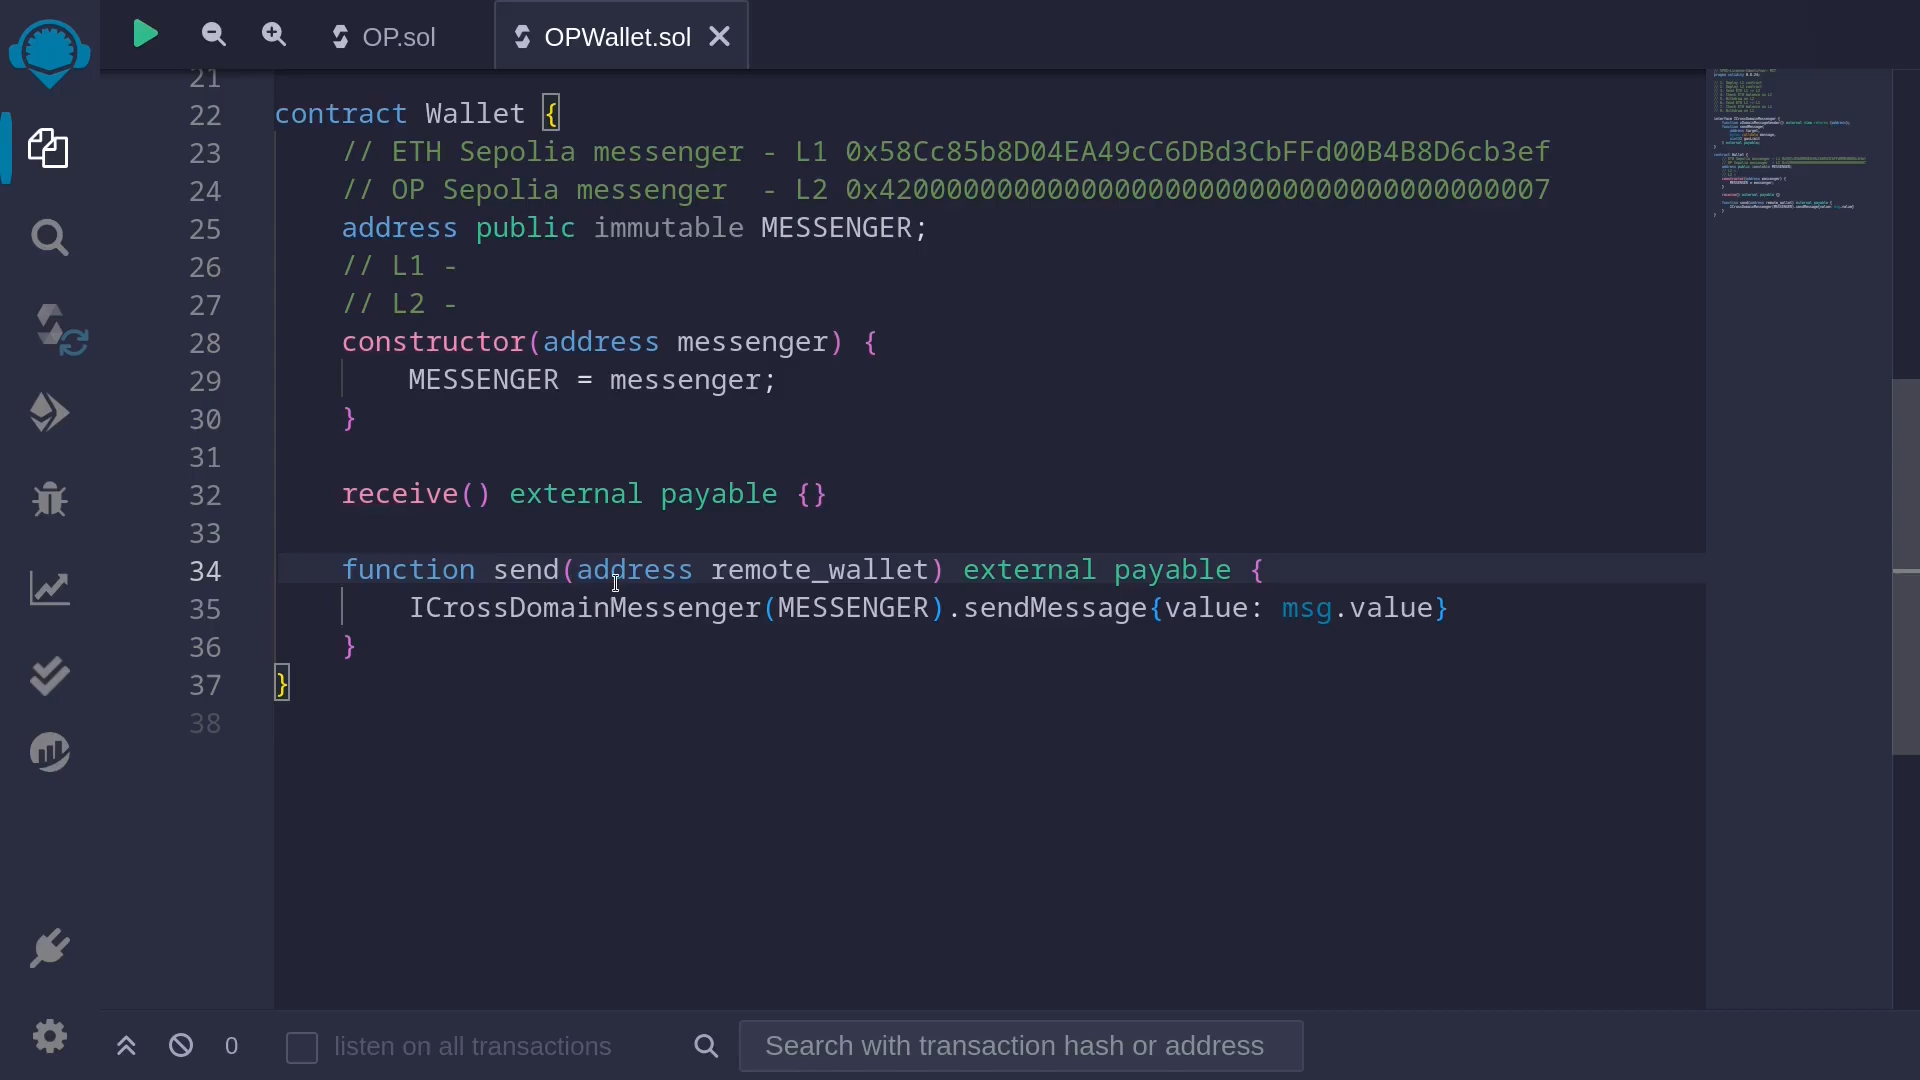 OP.sol
OPWallet.sol
21
22 contract Wallet {
23 // ETH Sepolia messenger - L1 0x58Cc85b8D04EA49cC6DBd3CbFFd00B4B8D6cb3ef
24 // OP Sepolia messenger  - L2 0x4200000000000000000000000000000000000007
25 address public immutable MESSENGER;
26 // L1 -
27 // L2 -
28 constructor(address messenger) {
29 MESSENGER = messenger;
30 }
31
32 receive() external payable {}
33
34 function send(address remote_wallet) external payable {
35 ICrossDomainMessenger(MESSENGER).sendMessage{value: msg.value}
36 }
37 }
38
0 listen on all transactions Search with transaction hash or address